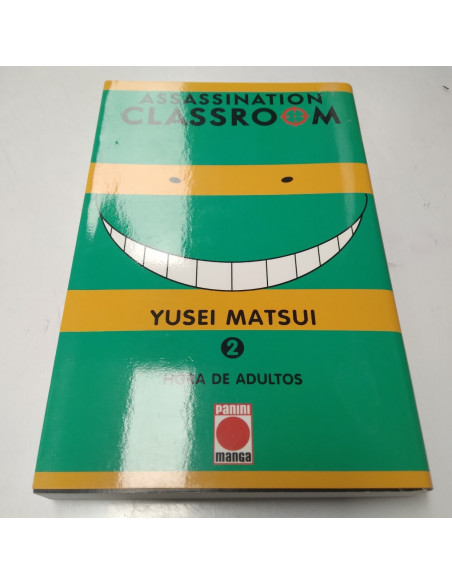 ASSASSINATION
CLASSROOM
YUSEI MATSUI
2
HORA DE ADULTOS
PANINI
manga